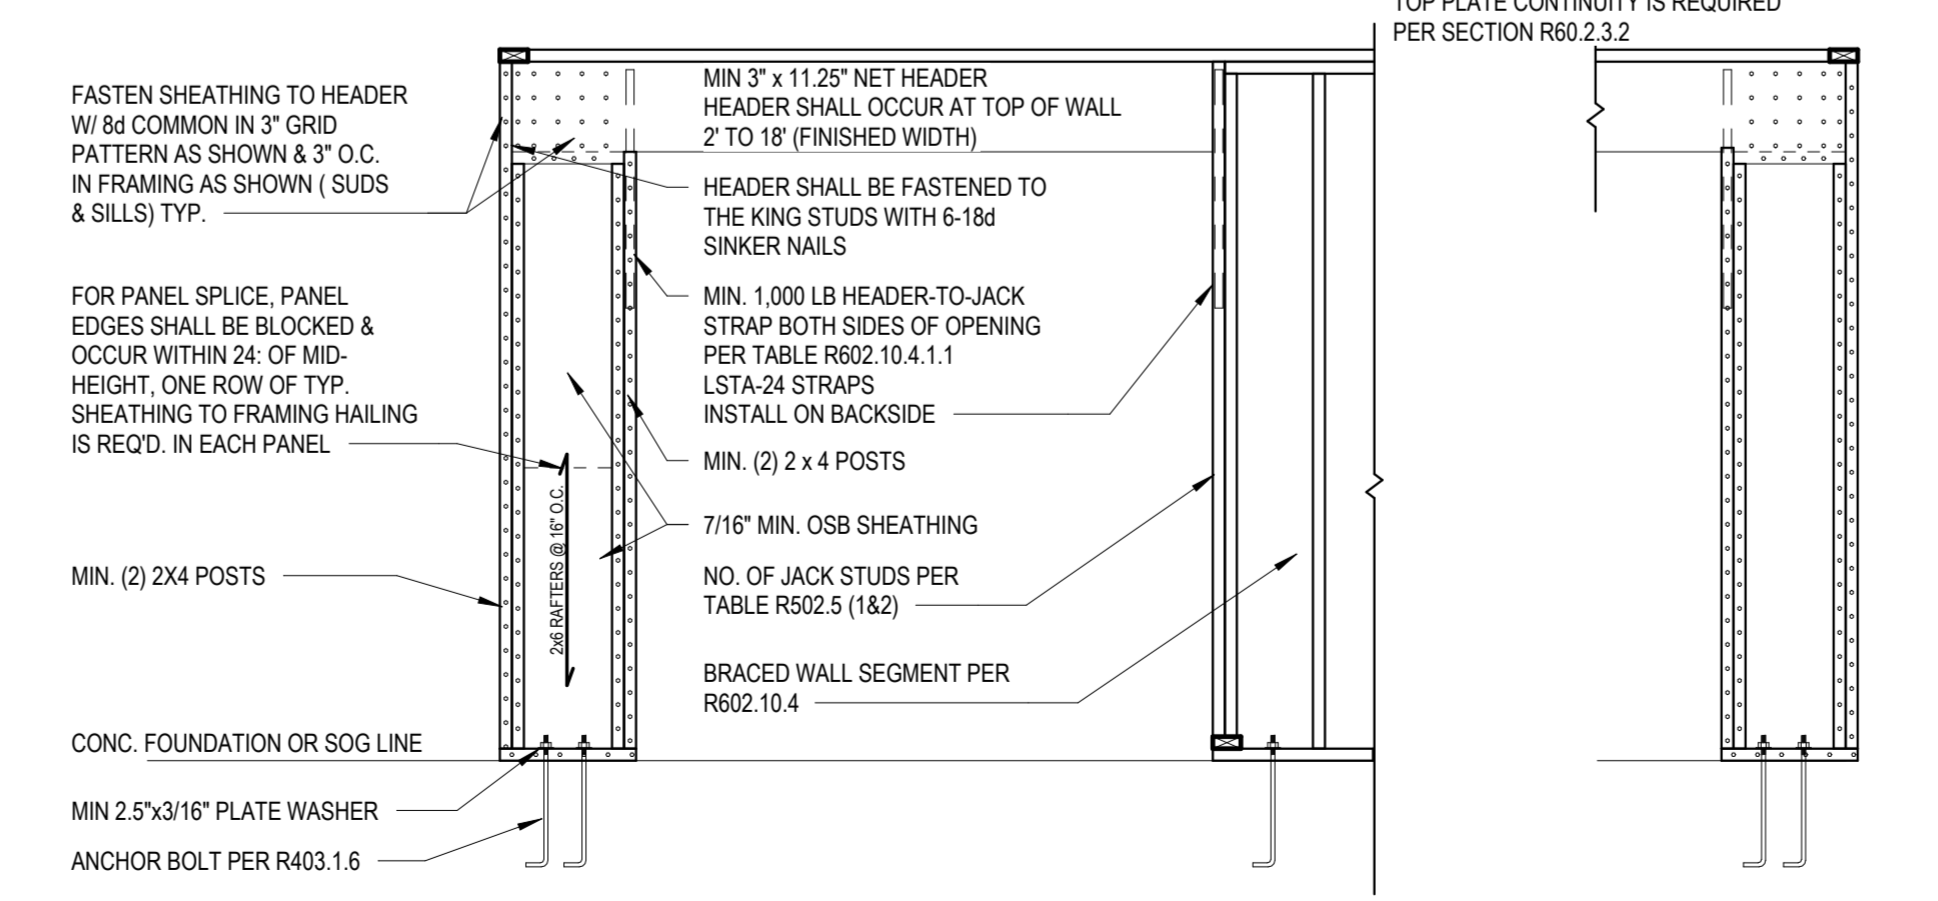 TOP PLATE CONTINUITY IS REQUIRED
PER SECTION R60.2.3.2
FASTEN SHEATHING TO HEADER
W/ 8d COMMON IN 3" GRID
PATTERN AS SHOWN & 3" O.C.
IN FRAMING AS SHOWN ( SUDS
& SILLS) TYP.
FOR PANEL SPLICE, PANEL
EDGES SHALL BE BLOCKED &
OCCUR WITHIN 24: OF MID-
HEIGHT, ONE ROW OF TYP.
SHEATHING TO FRAMING HAILING
IS REQ'D. IN EACH PANEL
MIN. (2) 2X4 POSTS
CONC. FOUNDATION OR SOG LINE
MIN 2.5"x3/16" PLATE WASHER
ANCHOR BOLT PER R403.1.6
2x6 RAFTERS @ 16" O.C.
MIN 3" x 11.25" NET HEADER
HEADER SHALL OCCUR AT TOP OF WALL
2' TO 18' (FINISHED WIDTH)
HEADER SHALL BE FASTENED TO
THE KING STUDS WITH 6-18d
SINKER NAILS
MIN. 1,000 LB HEADER-TO-JACK
STRAP BOTH SIDES OF OPENING
PER TABLE R602.10.4.1.1
LSTA-24 STRAPS
INSTALL ON BACKSIDE
MIN. (2) 2 x 4 POSTS
7/16" MIN. OSB SHEATHING
NO. OF JACK STUDS PER
TABLE R502.5 (1&2)
BRACED WALL SEGMENT PER
R602.10.4